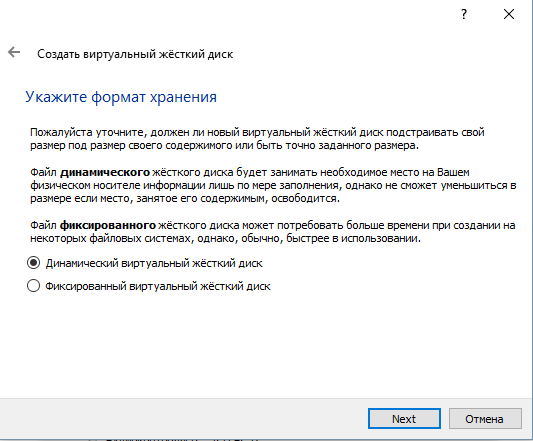 ?
Создать виртуальный жёсткий диск
Укажите формат хранения
Пожалуйста уточните, должен ли новый виртуальный жёсткий диск подстраивать свой
размер под размер своего содержимого или быть точно заданного размера.
Файл динамического жёсткого диска будет занимать необходимое место на Вашем
физическом носителе информации лишь по мере заполнения, однако не сможет уменьшиться в
размере если место, занятое его содержимым, освободится.
Файл фиксированного жёсткого диска может потребовать больше времени при создании на
некоторых файловых системах, однако, обычно, быстрее в использовании.
Динамический виртуальный жёсткий диск
Фиксированный виртуальный жёсткий диск
Next Отмена